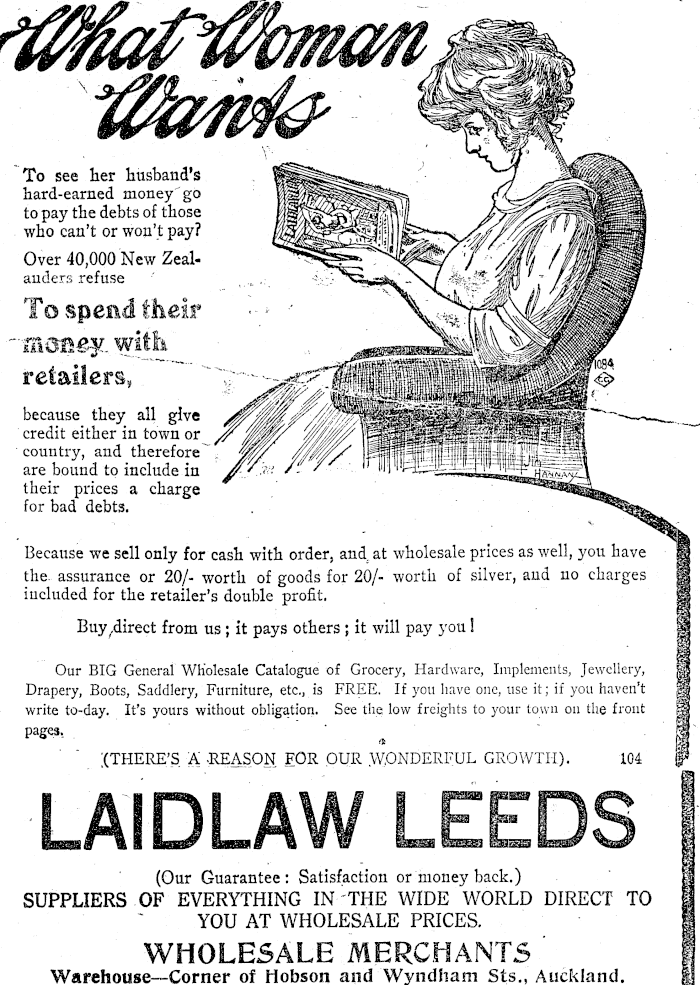 What Woman
Wants
To see her husband's
hard-earned money go
to pay the debts of those
who can't or won't pay?
Over 40,000 New Zeal-
anders refuse
To spend their
money with
retailers,
because they all give
credit either in town or
country, and therefore
are bound to include in
their prices a charge
for bad debts.
LAIDLAW
1084
HANNAN
Because we sell only for cash with order, and at wholesale prices as well, you have
the assurance or 20/- worth of goods for 20/- worth of silver, and no charges
included for the retailer's double profit.
Buy direct from us; it pays others; it will pay you!
Our BIG General Wholesale Catalogue of Grocery, Hardware, Implements, Jewellery,
Drapery, Boots, Saddlery, Furniture, etc., is FREE. If you have one, use it; if you haven't
write to-day. It's yours without obligation. See the low freights to your town on the front
pages.
(THERE'S A REASON FOR OUR WONDERFUL GROWTH). 104
LAIDLAW LEEDS
(Our Guarantee: Satisfaction or money back.)
SUPPLIERS OF EVERYTHING IN THE WIDE WORLD DIRECT TO
YOU AT WHOLESALE PRICES.
WHOLESALE MERCHANTS
Warehouse—Corner of Hobson and Wyndham Sts., Auckland.